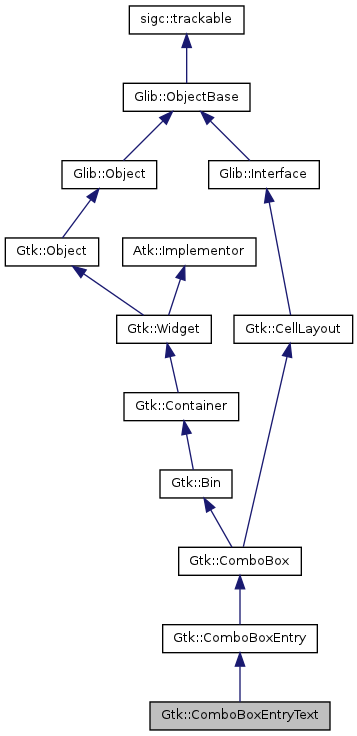 sigc::trackable
Glib::ObjectBase
Glib::Object
Glib::Interface
Gtk::Object
Atk::Implementor
Gtk::Widget
Gtk::CellLayout
Gtk::Container
Gtk::Bin
Gtk::ComboBox
Gtk::ComboBoxEntry
Gtk::ComboBoxEntryText